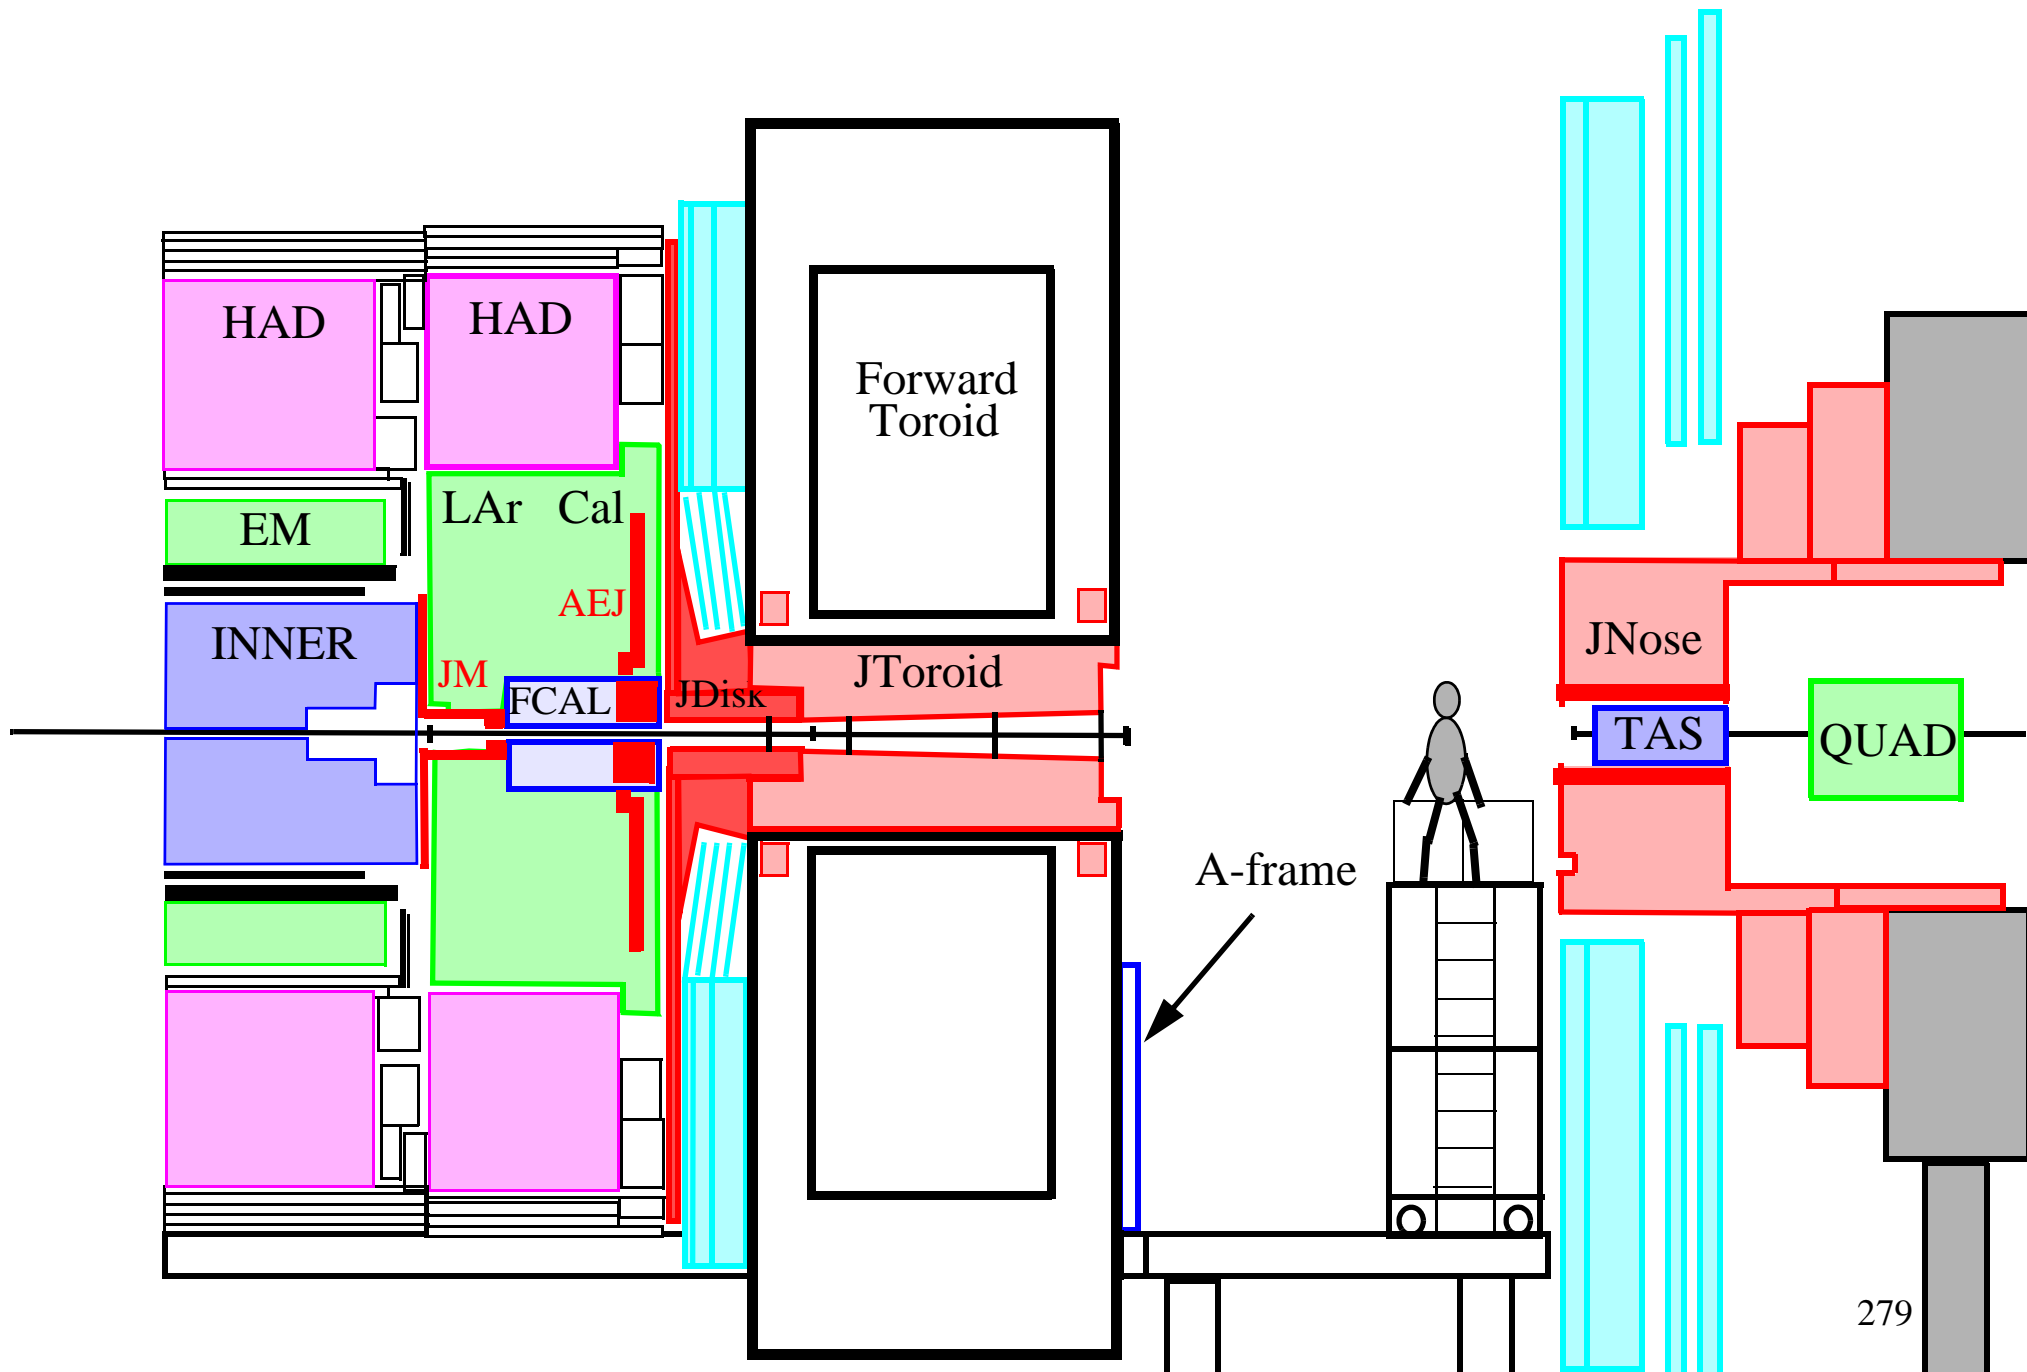 HAD
HAD
Forward
Toroid
LAr Cal
EM
AEJ
INNER
JM
FCAL
JDisk
JToroid
JNose
TAS
QUAD
A-frame
279